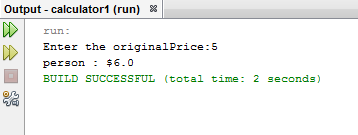 Output - calculator1 (run)
run:
Enter the originalPrice:5
person : $6.0
BUILD SUCCESSFUL (total time: 2 seconds)